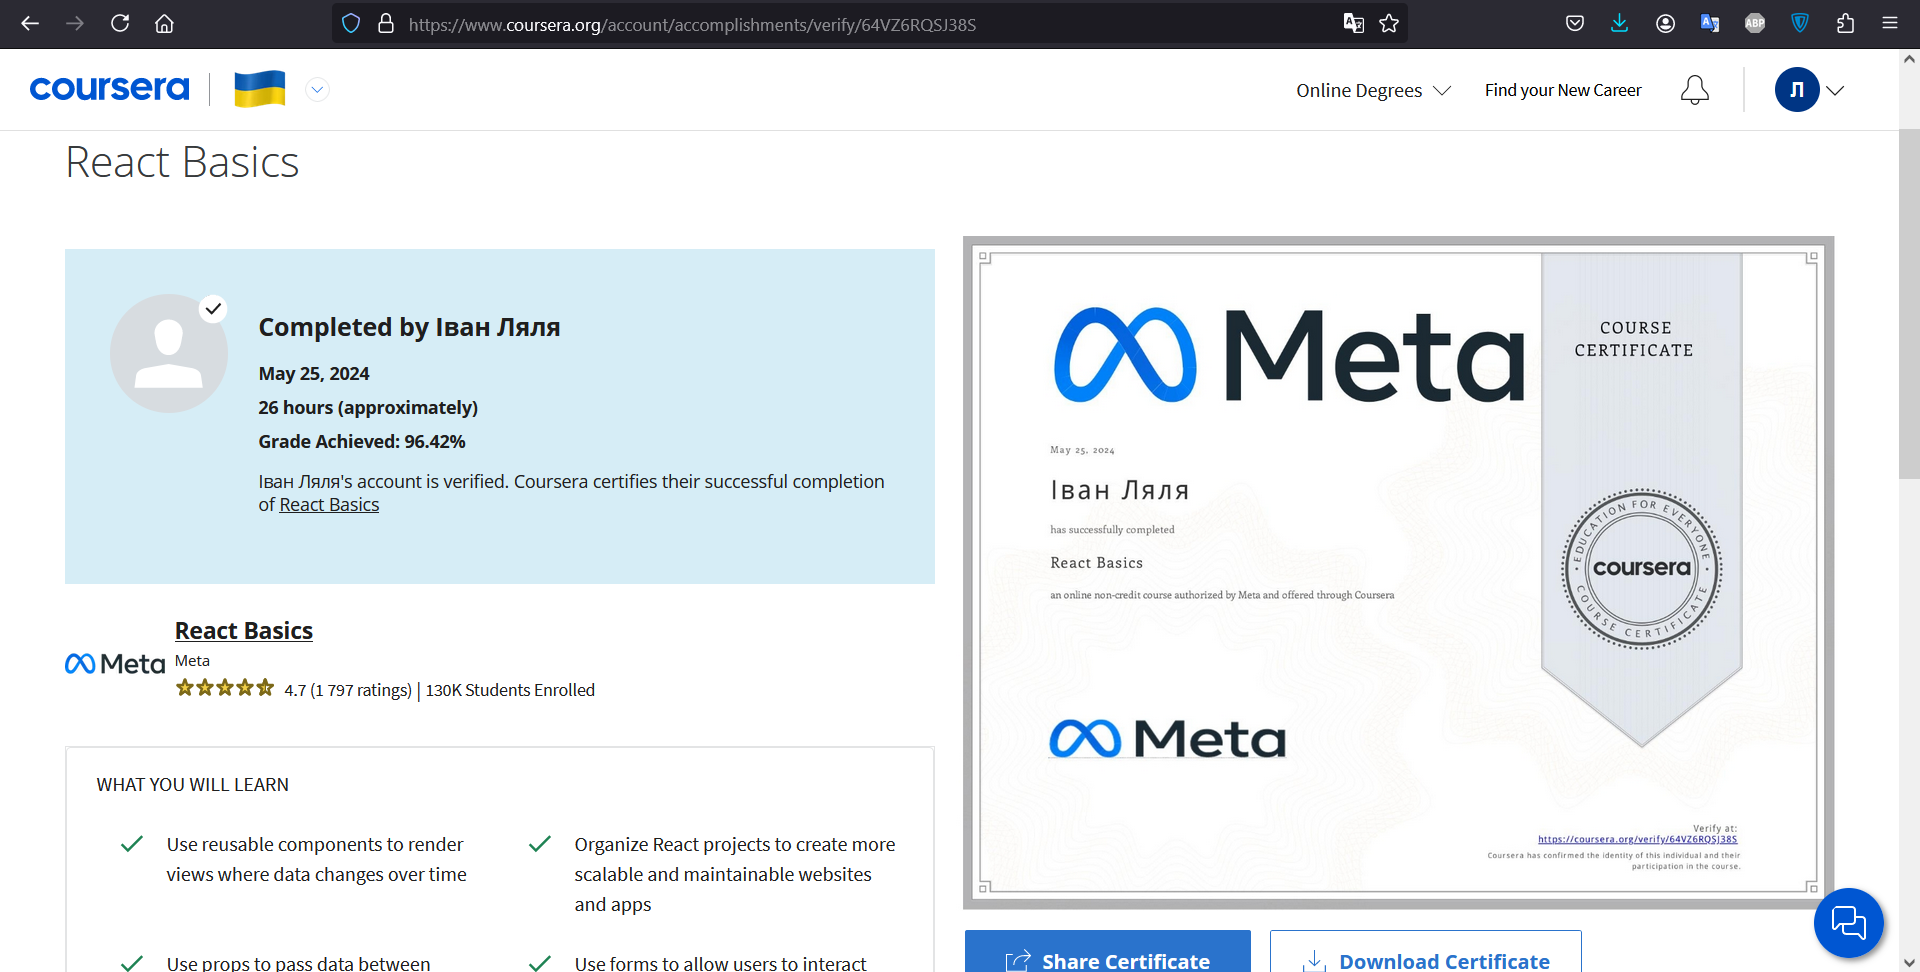 https://www.coursera.org/account/accomplishments/verify/64VZ6RQSJ38S
ABP
coursera
Online Degrees
Find your New Career
Л
React Basics
Completed by Іван Ляля
May 25, 2024
26 hours (approximately)
Grade Achieved: 96.42%
Іван Ляля's account is verified. Coursera certifies their successful completion
of React Basics
React Basics
Meta
Meta
4.7 (1 797 ratings) | 130K Students Enrolled
WHAT YOU WILL LEARN
Use reusable components to render
views where data changes over time
Organize React projects to create more
scalable and maintainable websites
and apps
Use props to pass data between
Use forms to allow users to interact
Meta
COURSE
CERTIFICATE
May 25, 2024
Іван Ляля
has successfully completed
React Basics
an online non-credit course authorized by Meta and offered through Coursera
EDUCATION FOR EVERYONE
coursera
COURSE CERTIFICATE
Meta
Verify at:
https://coursera.org/verify/64VZ6RQSJ38S
Coursera has confirmed the identity of this individual and their
participation in the course.
Share Certificate
Download Certificate